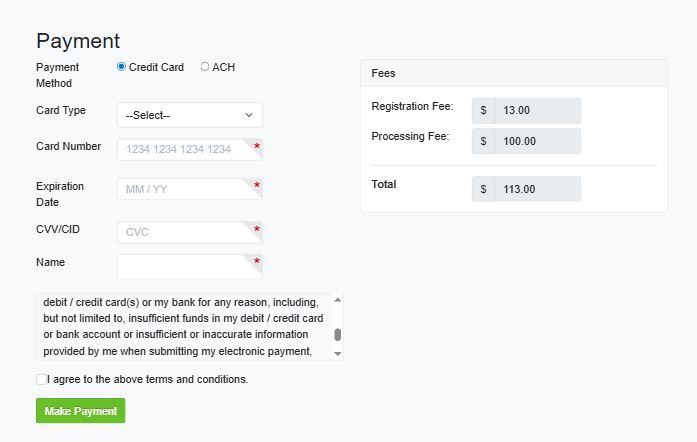 Payment
Payment Method
Credit Card
ACH
Card Type
--Select--
Card Number
1234 1234 1234 1234
*
Expiration Date
MM / YY
*
CVV/CID
CVC
*
Name
*
debit / credit card(s) or my bank for any reason, including,
but not limited to, insufficient funds in my debit / credit card
or bank account or insufficient or inaccurate information
provided by me when submitting my electronic payment,
I agree to the above terms and conditions.
Make Payment
Fees
Registration Fee:
$ 13.00
Processing Fee:
$ 100.00
Total
$ 113.00